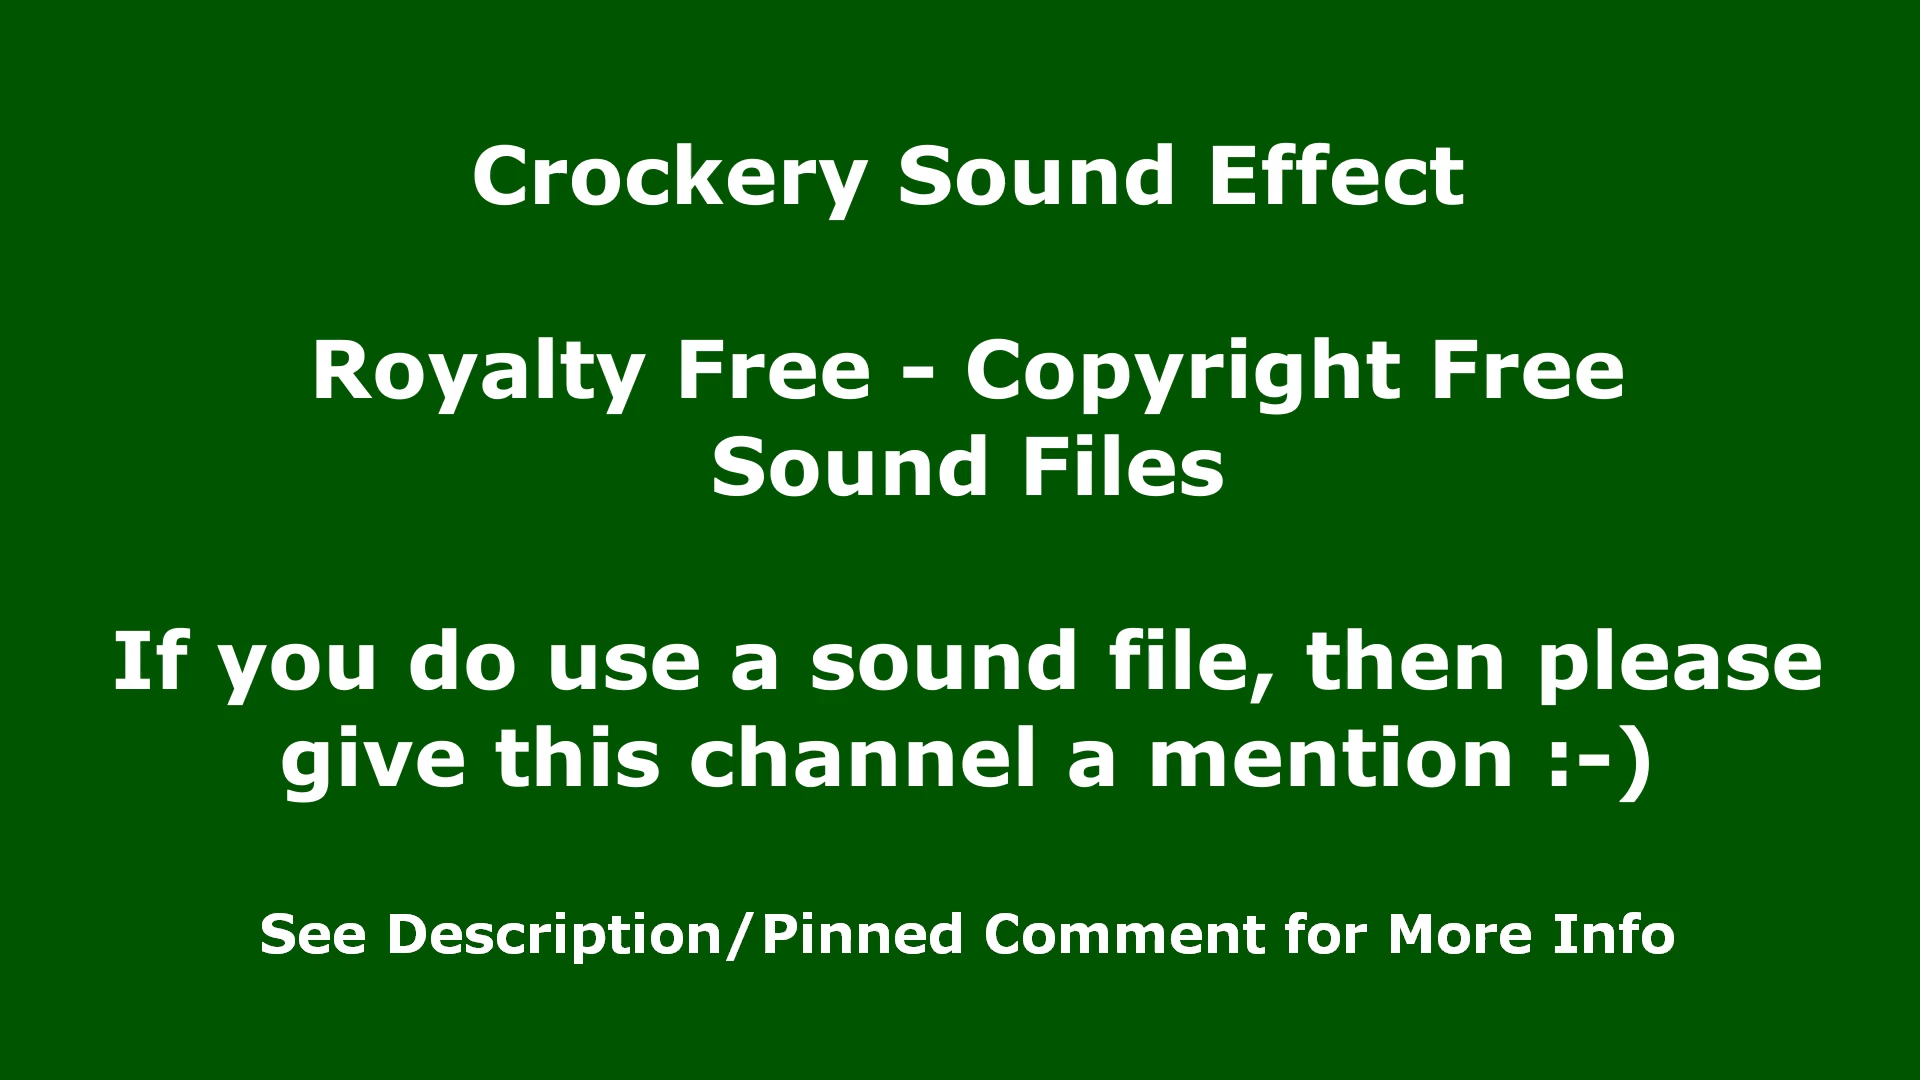 Crockery Sound Effect
Royalty Free - Copyright Free
Sound Files
If you do use a sound file, then please
give this channel a mention :-)
See Description/Pinned Comment for More Info